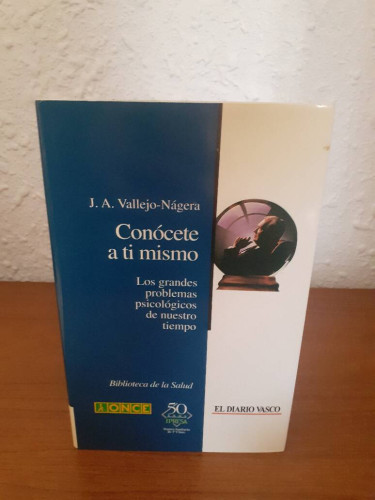 J. A. Vallejo-Nágera
Conócete
a ti mismo
Los grandes
problemas
psicológicos
de nuestro
tiempo
Biblioteca de la Salud
ONCE
50
EL DIARIO VASCO